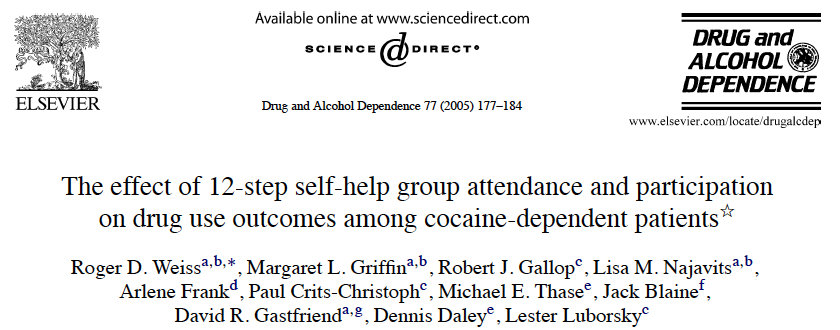 Available online at www.sciencedirect.com
SCIENCE DIRECT®
ELSEVIER
DRUG and
ALCOHOL
DEPENDENCE
Drug and Alcohol Dependence 77 (2005) 177–184
www.elsevier.com/locate/drugalcdep
The effect of 12-step self-help group attendance and participation
on drug use outcomes among cocaine-dependent patients☆
Roger D. Weiss^a,b,*, Margaret L. Griffin^a,b, Robert J. Gallop^c, Lisa M. Najavits^a,b,
Arlene Frank^d, Paul Crits-Christoph^c, Michael E. Thase^e, Jack Blaine^f,
David R. Gastfriend^a,g, Dennis Daley^e, Lester Luborsky^c